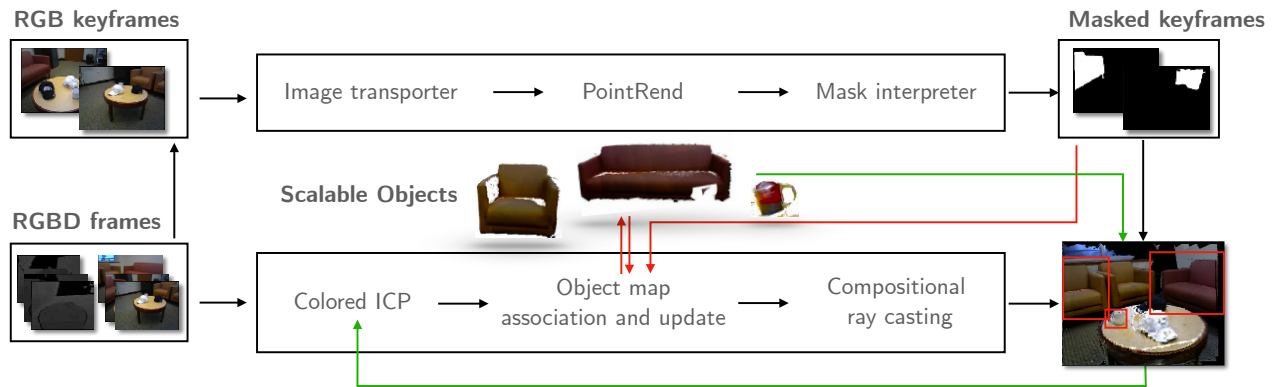 RGB keyframes
Masked keyframes
Image transporter
PointRend
Mask interpreter
Scalable Objects
RGBD frames
Colored ICP
Object map
association and update
Compositional
ray casting